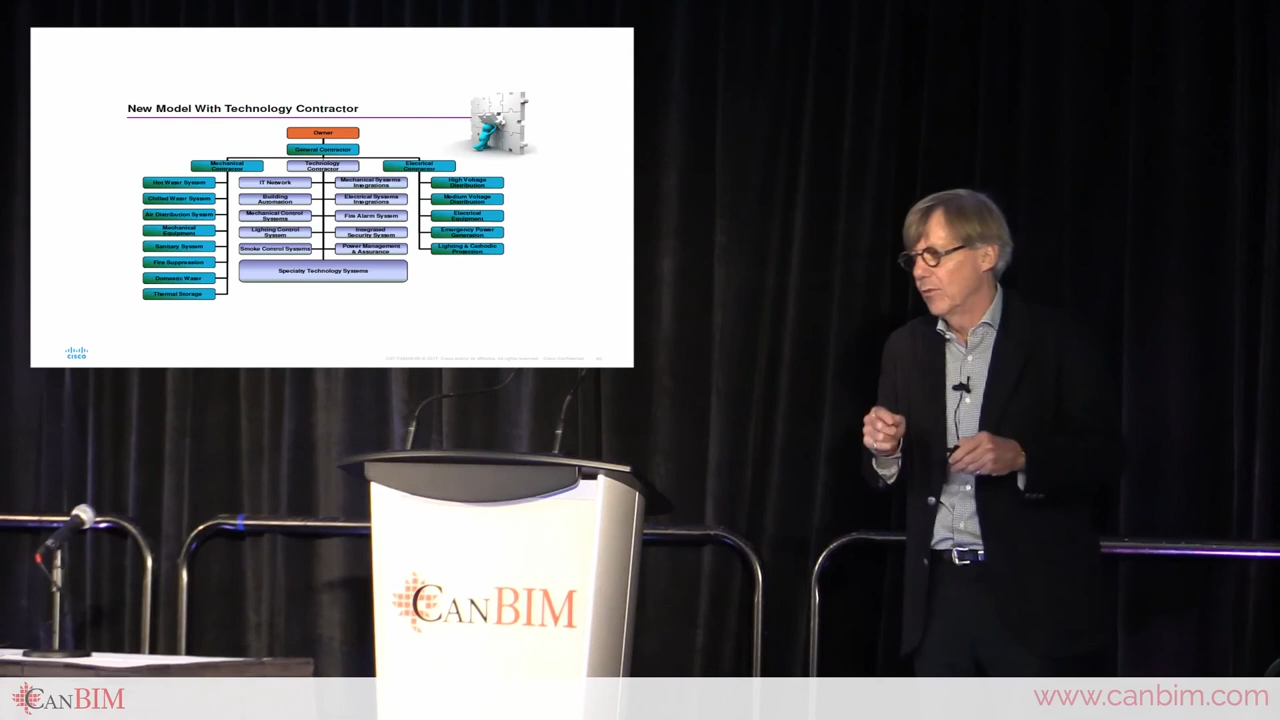 New Model With Technology Contractor
Owner
General Contractor
Mechanical
Contractor
Technology
Contractor
Electrical
Contractor
Hot Water System
Chilled Water System
Air Distribution System
Mechanical
Equipment
Sanitary System
Fire Suppression
Domestic Water
Thermal Storage
IT Network
Building
Automation
Mechanical Control
Systems
Lighting Control
System
Smoke Control Systems
Mechanical Systems
Integrations
Electrical Systems
Integrations
Fire Alarm System
Integrated
Security System
Power Management
& Assurance
Specialty Technology Systems
High Voltage
Distribution
Medium Voltage
Distribution
Electrical
Equipment
Emergency Power
Generation
Lighting & Cathodic
Protection
CISCO
CANBIM
CANBIM
www.canbim.com